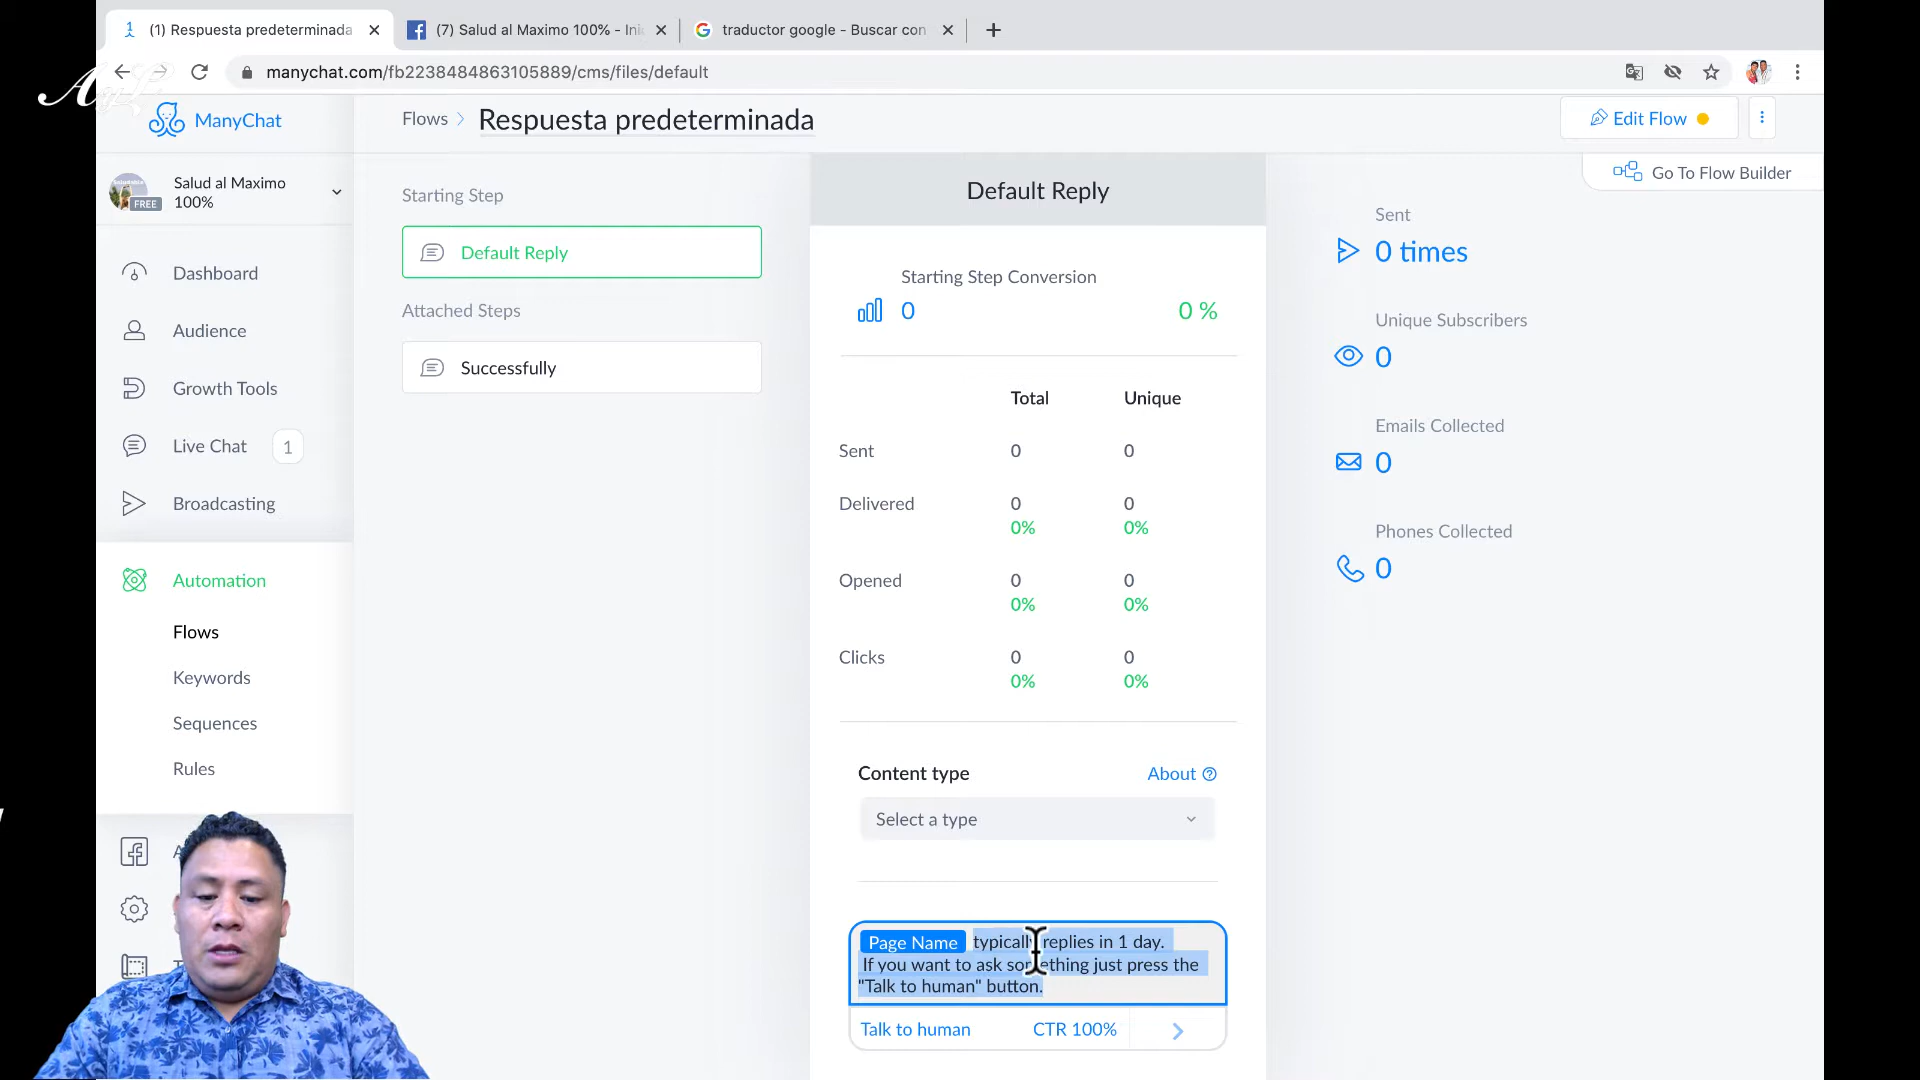 (1) Respuesta predeterminada
(7) Salud al Maximo 100% - Ini
traductor google - Buscar con
manychat.com/fb2238484863105889/cms/files/default
ManyChat
Flows
Respuesta predeterminada
Edit Flow
Go To Flow Builder
Salud al Maximo
100%
FREE
Dashboard
Audience
Growth Tools
Live Chat
1
Broadcasting
Automation
Flows
Keywords
Sequences
Rules
Starting Step
Default Reply
Attached Steps
Successfully
Default Reply
Starting Step Conversion
0
0 %
Total
Unique
Sent
0
0
Delivered
0
0
0%
0%
Opened
0
0
0%
0%
Clicks
0
0
0%
0%
Content type
About
Select a type
Page Name typically replies in 1 day.
If you want to ask something just press the
"Talk to human" button.
Talk to human
CTR 100%
Sent
0 times
Unique Subscribers
0
Emails Collected
0
Phones Collected
0